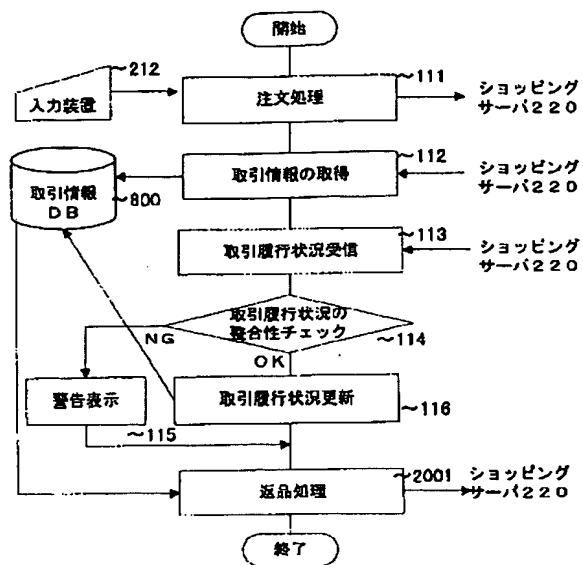 開始
~212
入力装置
~111
注文処理
ショッピング
サーバ220
~112
取引情報の取得
ショッピング
サーバ220
取引情報
DB
~800
~113
取引履行状況受信
ショッピング
サーバ220
取引履行状況の
整合性チェック
~114
NG
OK
警告表示
~115
取引履行状況更新
~116
~2001
返品処理
ショッピング
サーバ220
終了